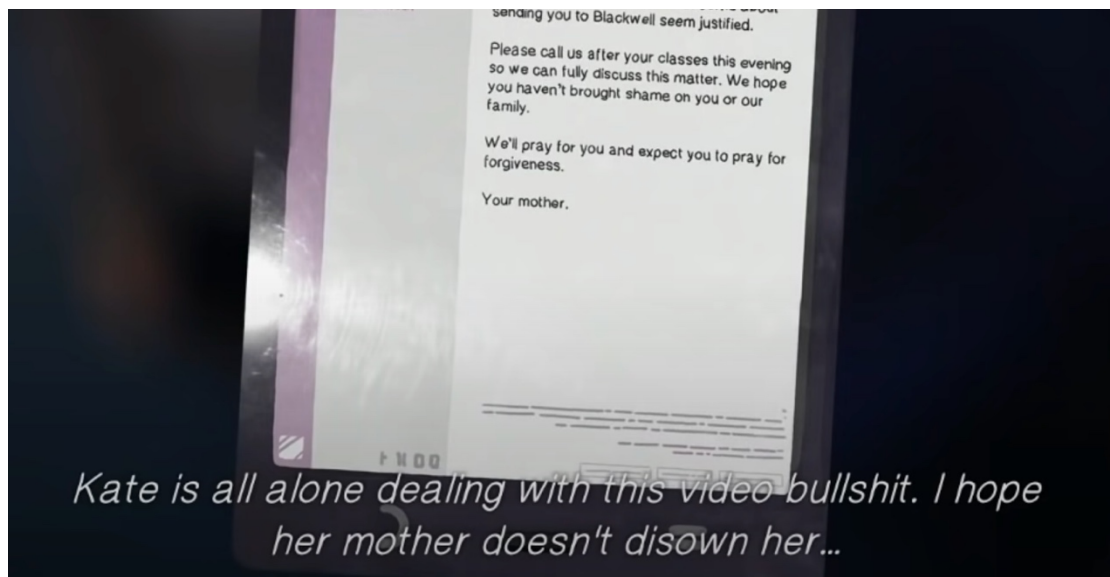 sending you to Blackwell seem justified.
Please call us after your classes this evening
so we can fully discuss this matter. We hope
you haven't brought shame on you or our
family.
We'll pray for you and expect you to pray for
forgiveness.
Your mother.
Kate is all alone dealing with this video bullshit. I hope
her mother doesn't disown her...